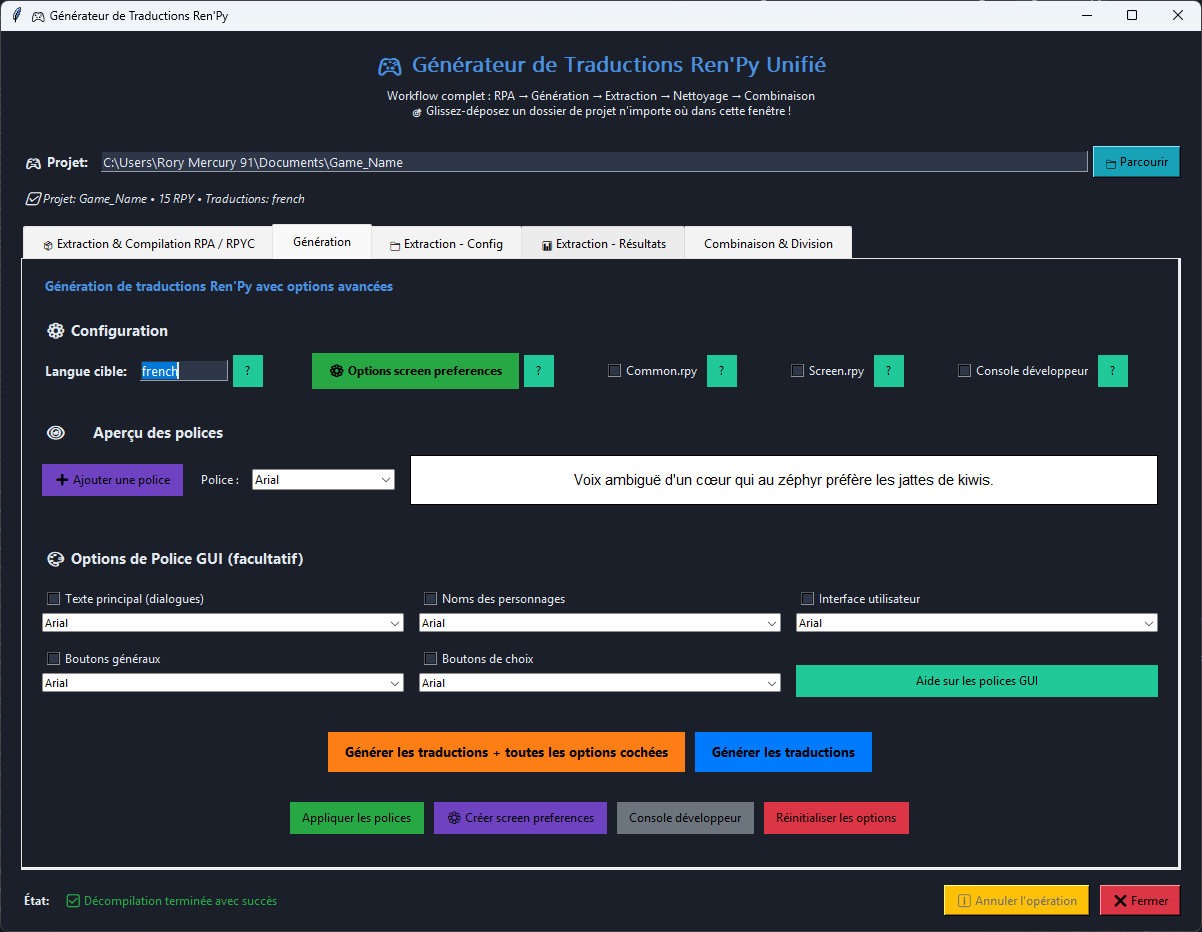 Générateur de Traductions Ren'Py
Générateur de Traductions Ren'Py Unifié
Workflow complet : RPA → Génération → Extraction → Nettoyage → Combinaison
Glissez-déposez un dossier de projet n'importe où dans cette fenêtre !
Projet: C:\Users\Rory Mercury 91\Documents\Game_Name Parcourir
Projet: Game_Name • 15 RPY • Traductions: french
Extraction & Compilation RPA / RPYC Génération Extraction - Config Extraction - Résultats Combinaison & Division
Génération de traductions Ren'Py avec options avancées
Configuration
Langue cible: french ? Options screen preferences ? Common.rpy ? Screen.rpy ? Console développeur ?
Aperçu des polices
Ajouter une police Police : Arial Voix ambiguë d'un cœur qui au zéphyr préfère les jattes de kiwis.
Options de Police GUI (facultatif)
Texte principal (dialogues) Noms des personnages Interface utilisateur
Arial Arial Arial
Boutons généraux Boutons de choix
Arial Arial Aide sur les polices GUI
Générer les traductions + toutes les options cochées Générer les traductions
Appliquer les polices Créer screen preferences Console développeur Réinitialiser les options
État: Décompilation terminée avec succès Annuler l'opération Fermer